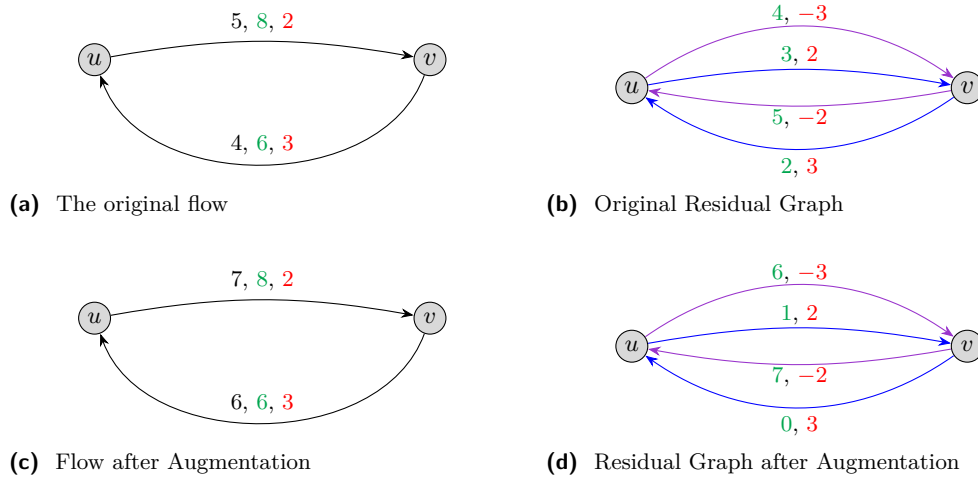 5, 8, 2
u
v
4, 6, 3
(a) The original flow
4, −3
3, 2
u
v
5, −2
2, 3
(b) Original Residual Graph
7, 8, 2
u
v
6, 6, 3
(c) Flow after Augmentation
6, −3
1, 2
u
v
7, −2
0, 3
(d) Residual Graph after Augmentation